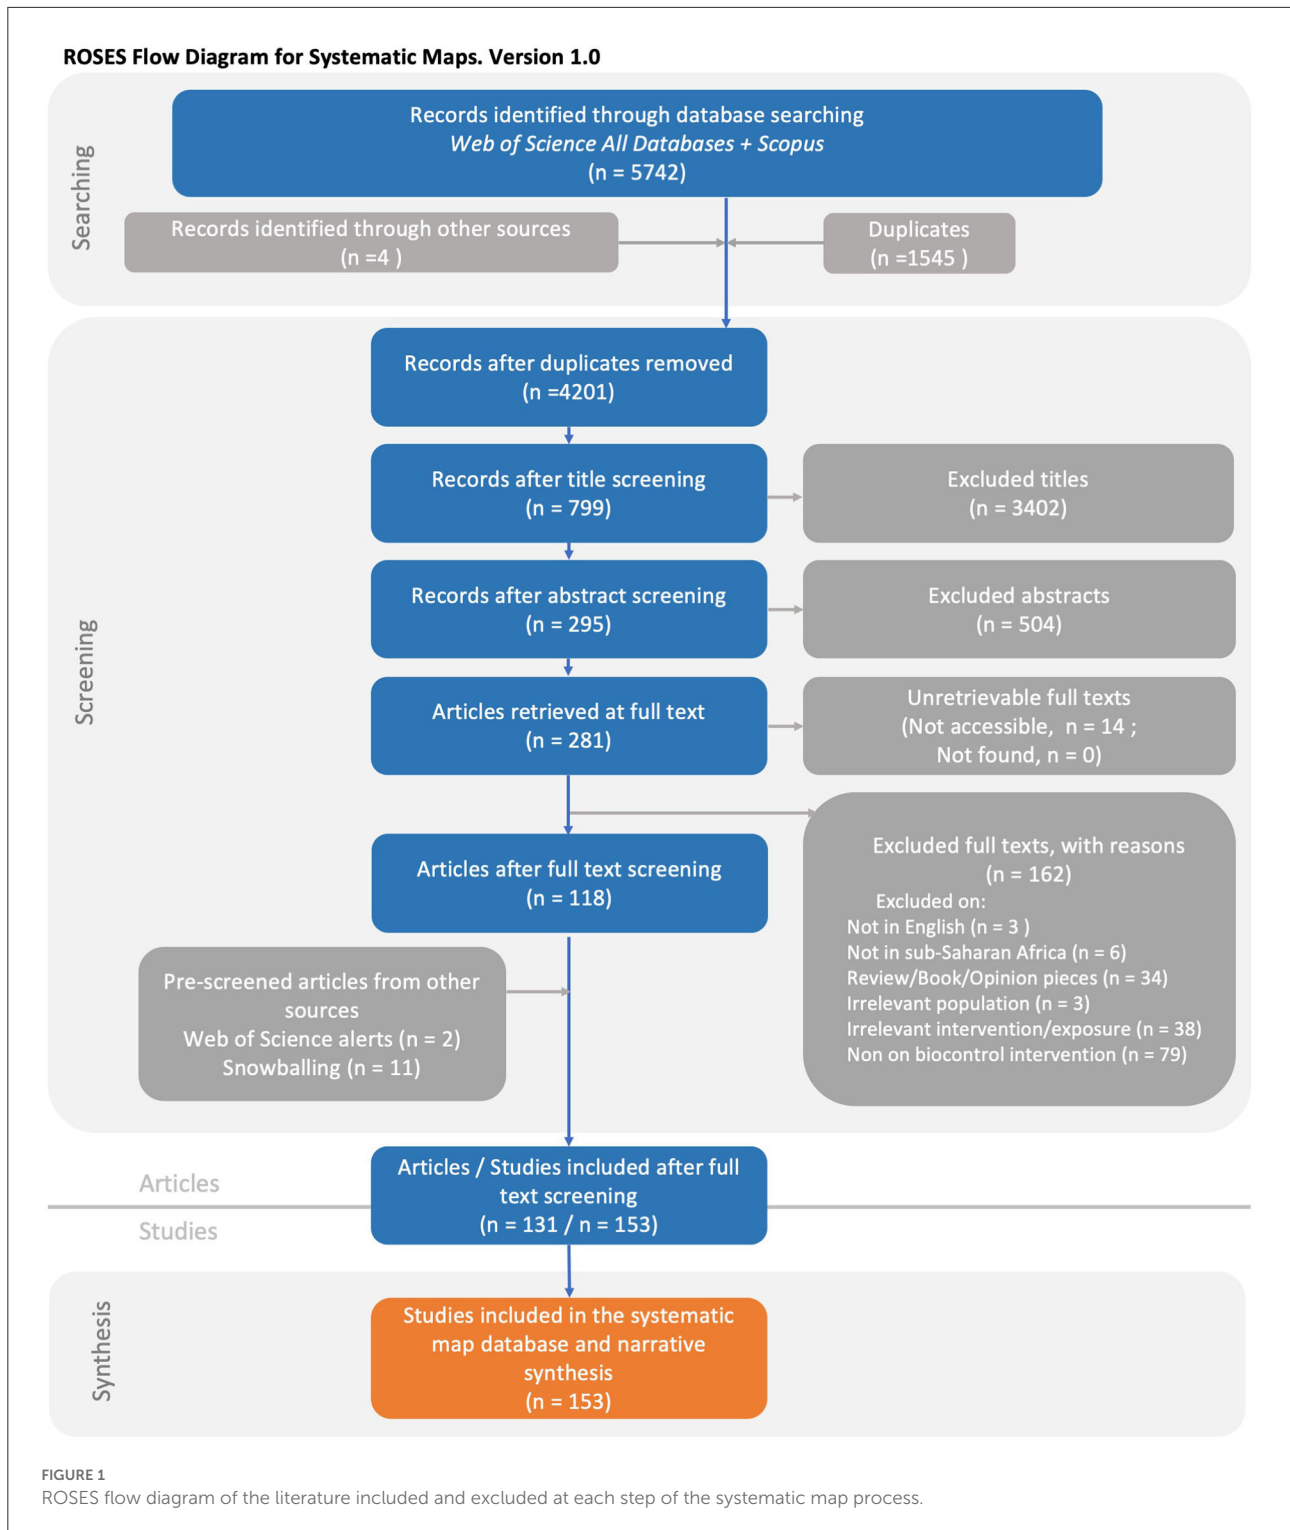 ROSES Flow Diagram for Systematic Maps. Version 1.0
Searching
Records identified through database searching
Web of Science All Databases + Scopus
(n = 5742)
Records identified through other sources
(n =4 )
Duplicates
(n =1545 )
Screening
Records after duplicates removed
(n =4201)
Records after title screening
(n = 799)
Excluded titles
(n = 3402)
Records after abstract screening
(n = 295)
Excluded abstracts
(n = 504)
Articles retrieved at full text
(n = 281)
Unretrievable full texts
(Not accessible, n = 14 ;
Not found, n = 0)
Articles after full text screening
(n = 118)
Excluded full texts, with reasons
(n = 162)
Excluded on:
Not in English (n = 3 )
Not in sub-Saharan Africa (n = 6)
Review/Book/Opinion pieces (n = 34)
Irrelevant population (n = 3)
Irrelevant intervention/exposure (n = 38)
Non on biocontrol intervention (n = 79)
Pre-screened articles from other
sources
Web of Science alerts (n = 2)
Snowballing (n = 11)
Articles
Studies
Articles / Studies included after full
text screening
(n = 131 / n = 153)
Synthesis
Studies included in the systematic
map database and narrative
synthesis
(n = 153)
FIGURE 1
ROSES flow diagram of the literature included and excluded at each step of the systematic map process.